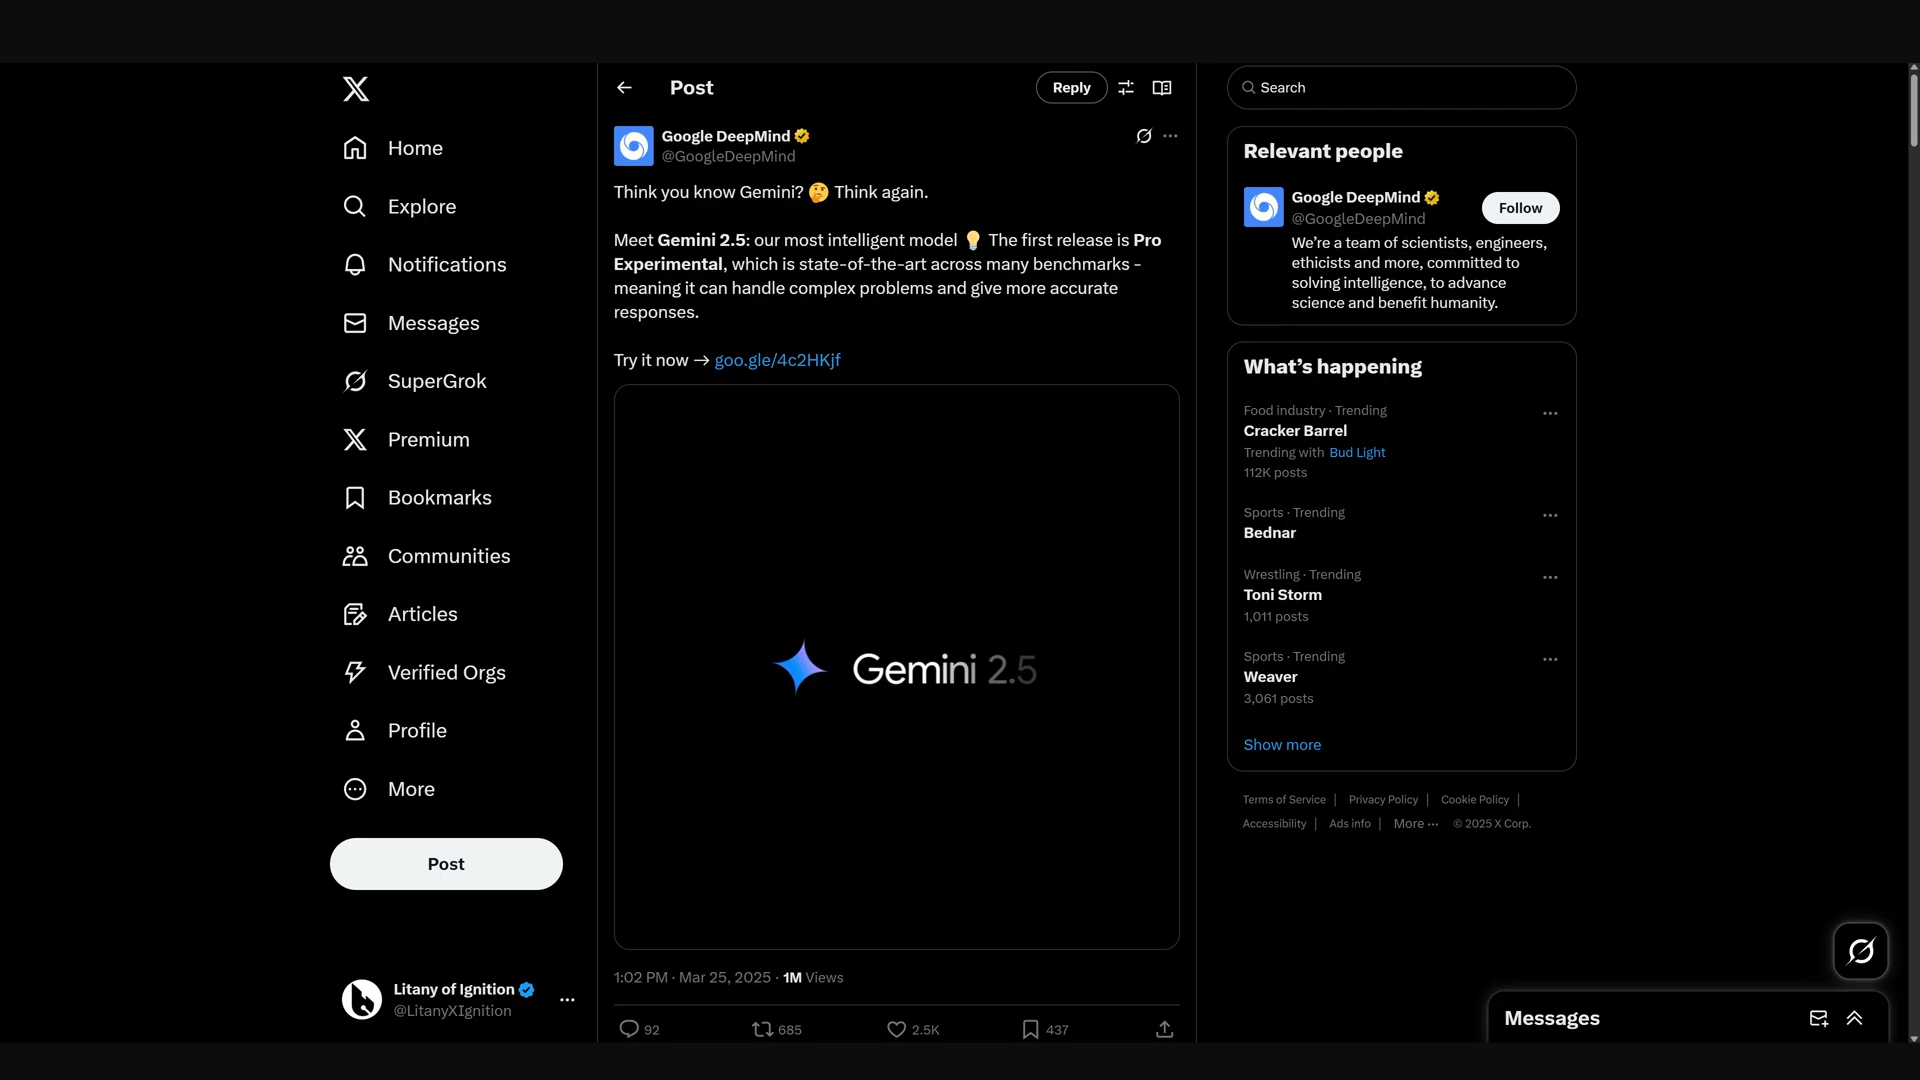 Home
Explore
Notifications
Messages
SuperGrok
Premium
Bookmarks
Communities
Articles
Verified Orgs
Profile
More
Post
Litany of Ignition
@LitanyXIgnition
Post
Reply
Google DeepMind
@GoogleDeepMind
Think you know Gemini? 🤔 Think again.
Meet Gemini 2.5: our most intelligent model 💡 The first release is Pro
Experimental, which is state-of-the-art across many benchmarks -
meaning it can handle complex problems and give more accurate
responses.
Try it now → goo.gle/4c2HKjf
Gemini 2.5
1:02 PM · Mar 25, 2025 · 1M Views
92
685
2.5K
437
Search
Relevant people
Google DeepMind
@GoogleDeepMind
Follow
We’re a team of scientists, engineers,
ethicists and more, committed to
solving intelligence, to advance
science and benefit humanity.
What’s happening
Food industry · Trending
Cracker Barrel
Trending with Bud Light
112K posts
Sports · Trending
Bednar
Wrestling · Trending
Toni Storm
1,011 posts
Sports · Trending
Weaver
3,061 posts
Show more
Terms of Service | Privacy Policy | Cookie Policy |
Accessibility | Ads info | More ··· © 2025 X Corp.
Messages